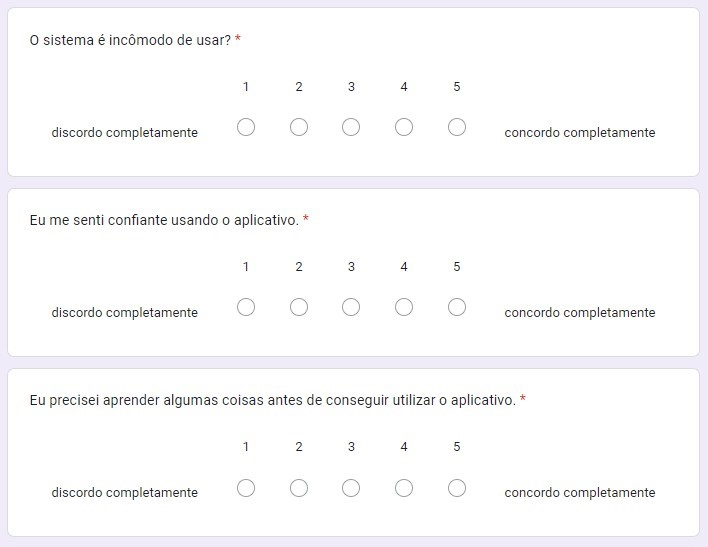 O sistema é incômodo de usar? *
1 2 3 4 5
discordo completamente concordo completamente
Eu me senti confiante usando o aplicativo. *
1 2 3 4 5
discordo completamente concordo completamente
Eu precisei aprender algumas coisas antes de conseguir utilizar o aplicativo. *
1 2 3 4 5
discordo completamente concordo completamente